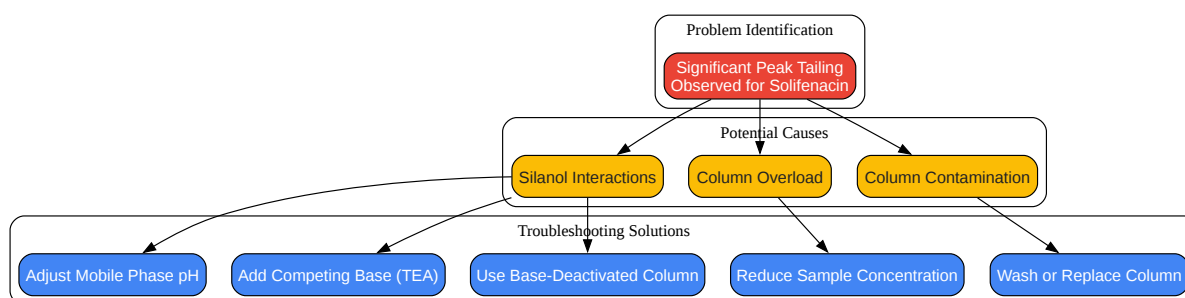 Problem Identification
Significant Peak Tailing
Observed for Solifenacin
Potential Causes
Silanol Interactions
Column Overload
Column Contamination
Troubleshooting Solutions
Adjust Mobile Phase pH
Add Competing Base (TEA)
Use Base-Deactivated Column
Reduce Sample Concentration
Wash or Replace Column